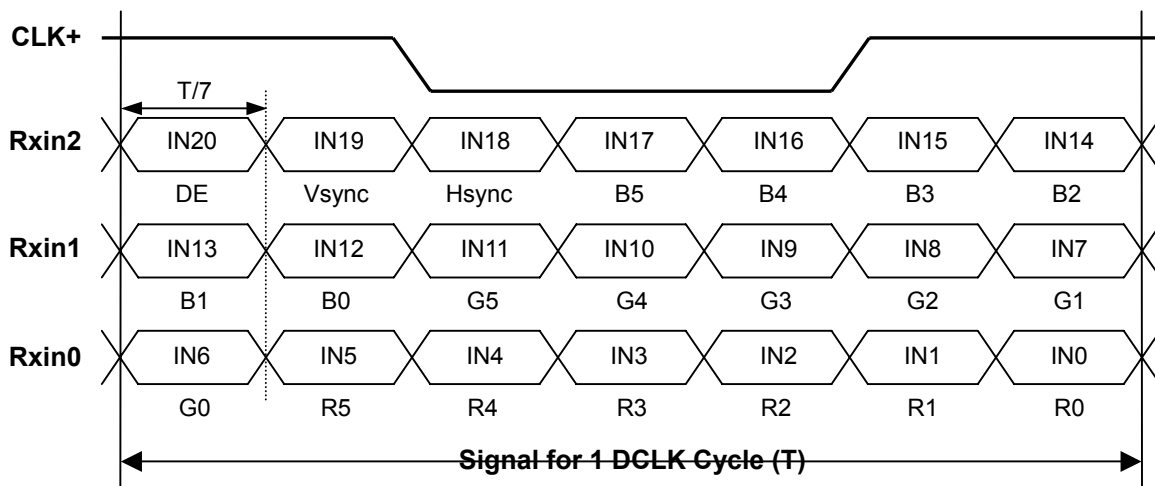 CLK+
T/7
Rxin2 IN20 IN19 IN18 IN17 IN16 IN15 IN14
DE Vsync Hsync B5 B4 B3 B2
Rxin1 IN13 IN12 IN11 IN10 IN9 IN8 IN7
B1 B0 G5 G4 G3 G2 G1
Rxin0 IN6 IN5 IN4 IN3 IN2 IN1 IN0
G0 R5 R4 R3 R2 R1 R0
Signal for 1 DCLK Cycle (T)